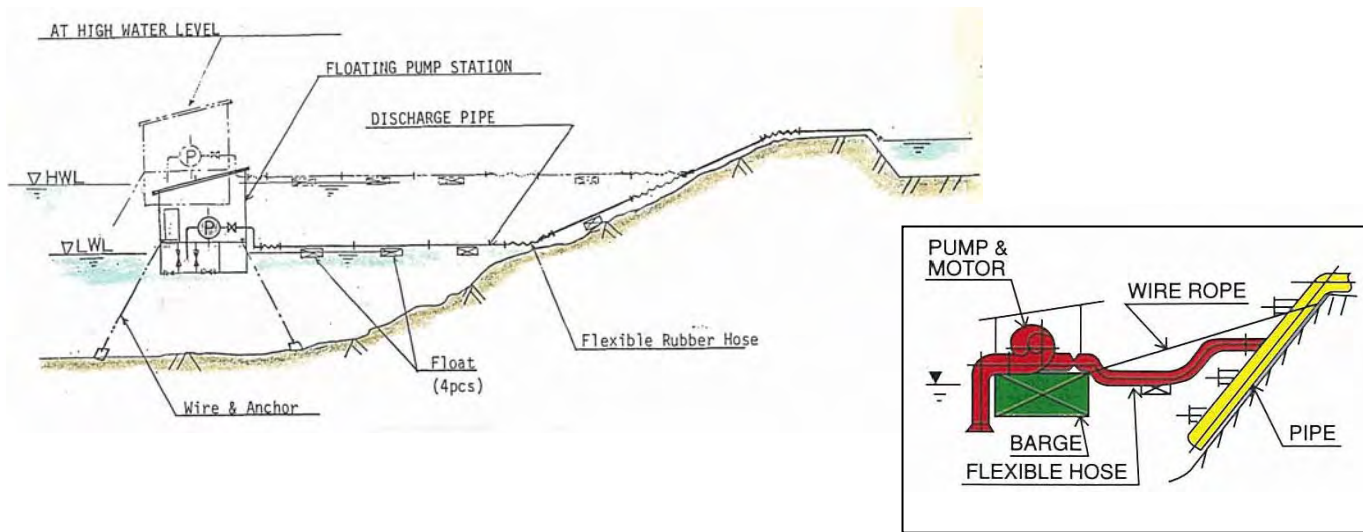 AT HIGH WATER LEVEL
FLOATING PUMP STATION
DISCHARGE PIPE
P
HWL
P
LWL
Flexible Rubber Hose
Float
(4pcs)
Wire & Anchor
PUMP &
MOTOR
WIRE ROPE
BARGE
FLEXIBLE HOSE
PIPE